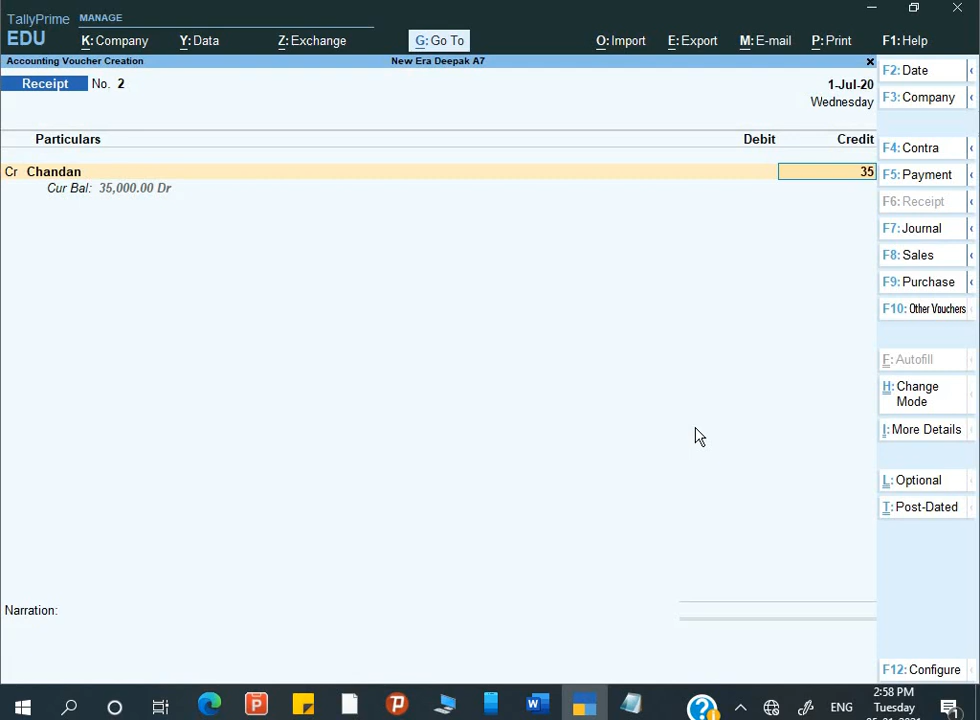 TallyPrime MANAGE
EDU K:Company Y:Data Z:Exchange G:Go To O:Import E:Export M:E-mail P:Print F1:Help
Accounting Voucher Creation New Era Deepak A7 ×
Receipt No. 2 1-Jul-20
Wednesday
Particulars Debit Credit
Cr Chandan 35
Cur Bal: 35,000.00 Dr
Narration:
F2:Date
F3:Company
F4:Contra
F5:Payment
F6:Receipt
F7:Journal
F8:Sales
F9:Purchase
F10:Other Vouchers
F:Autofill
H:Change
Mode
I:More Details
L:Optional
T:Post-Dated
F12:Configure
ENG
2:58 PM
Tuesday